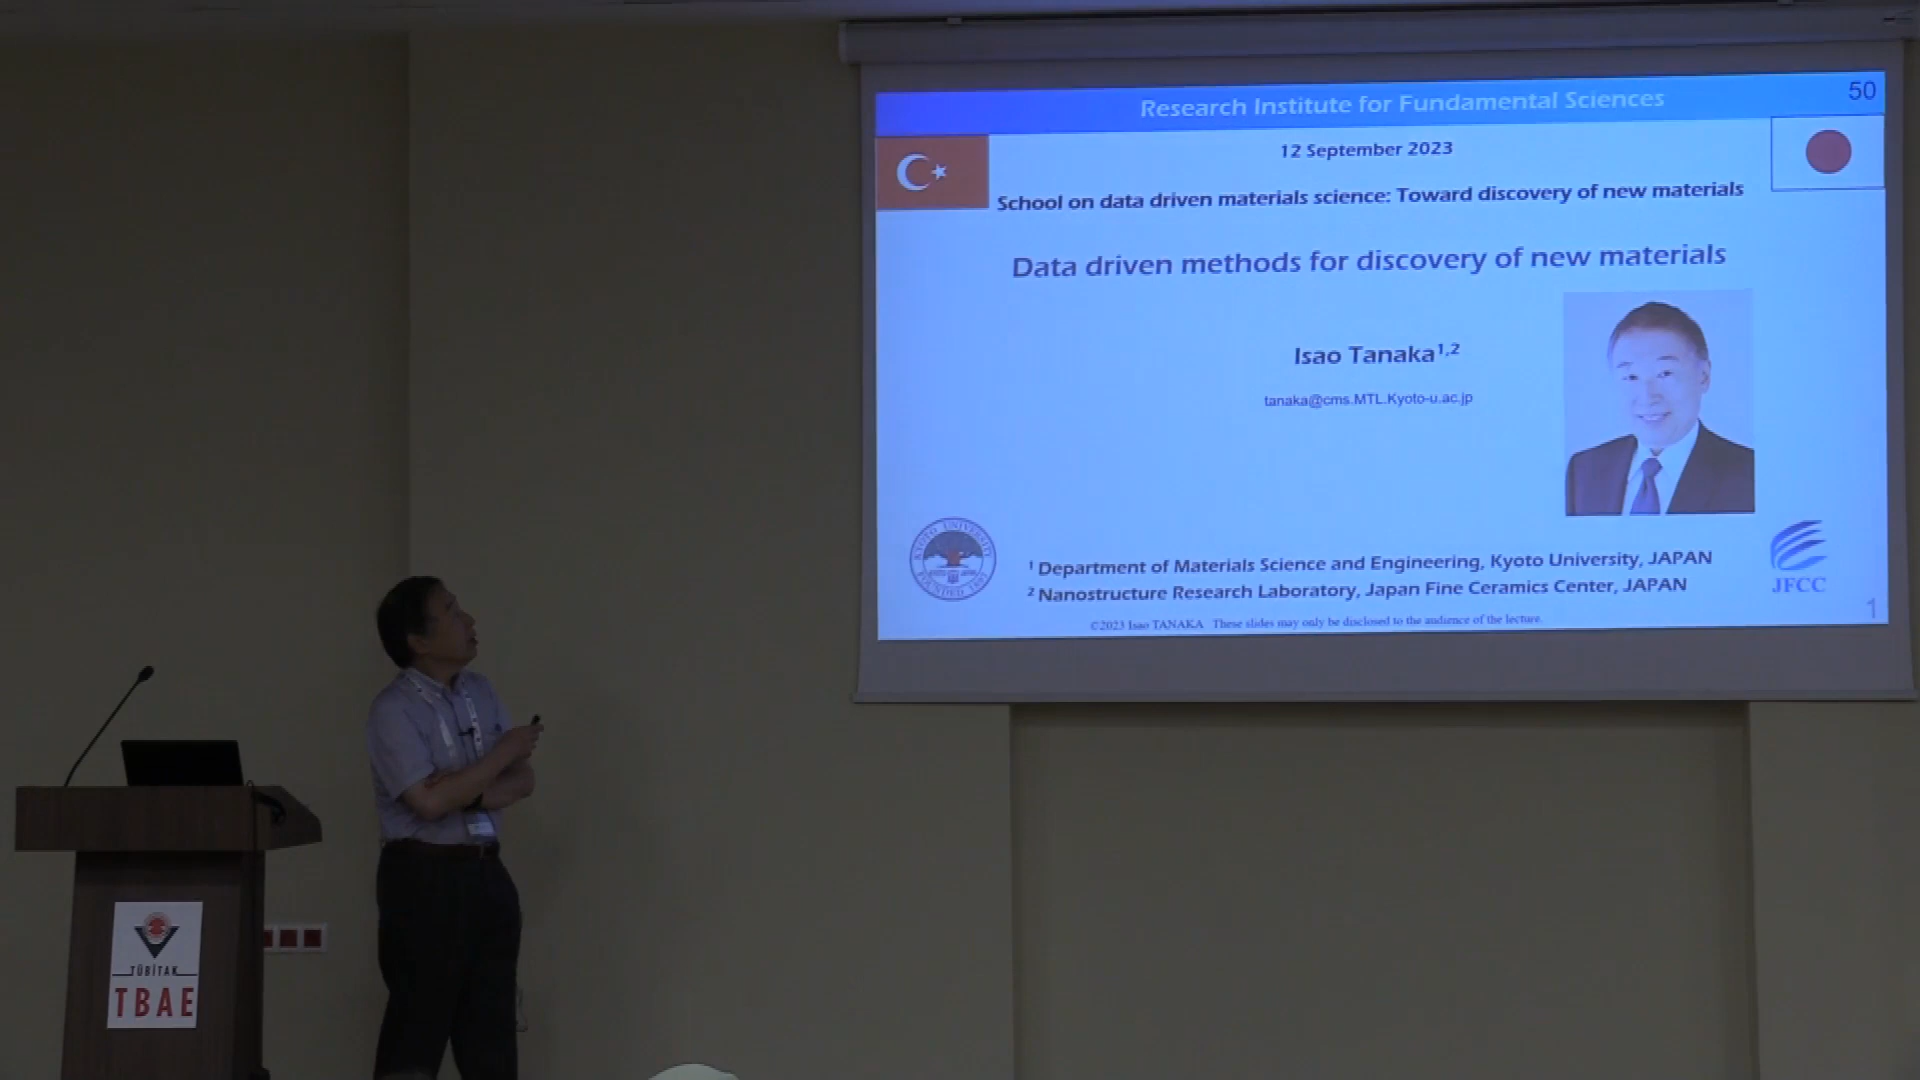 Research Institute for Fundamental Sciences
50
12 September 2023
School on data driven materials science: Toward discovery of new materials
Data driven methods for discovery of new materials
Isao Tanaka1,2
tanaka@cms.MTL.Kyoto-u.ac.jp
KYOTO UNIVERSITY
FOUNDED 1897
1 Department of Materials Science and Engineering, Kyoto University, JAPAN
2 Nanostructure Research Laboratory, Japan Fine Ceramics Center, JAPAN
JFCC
©2023 Isao TANAKA These slides may only be disclosed to the audience of the lecture.
1
TÜBİTAK
TBAE